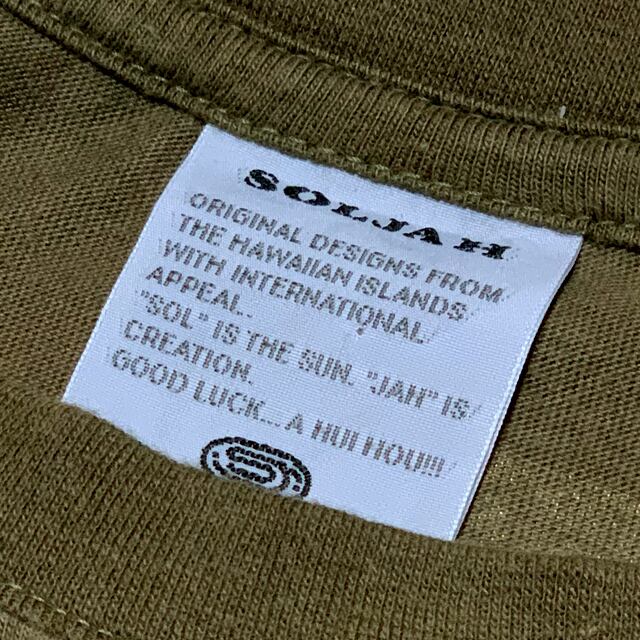 SOLJAH
ORIGINAL DESIGNS FROM
THE HAWAIIAN ISLANDS
WITH INTERNATIONAL
APPEAL.
"SOL" IS THE SUN. "JAH" IS
CREATION.
GOOD LUCK... A HUI HOU!!!